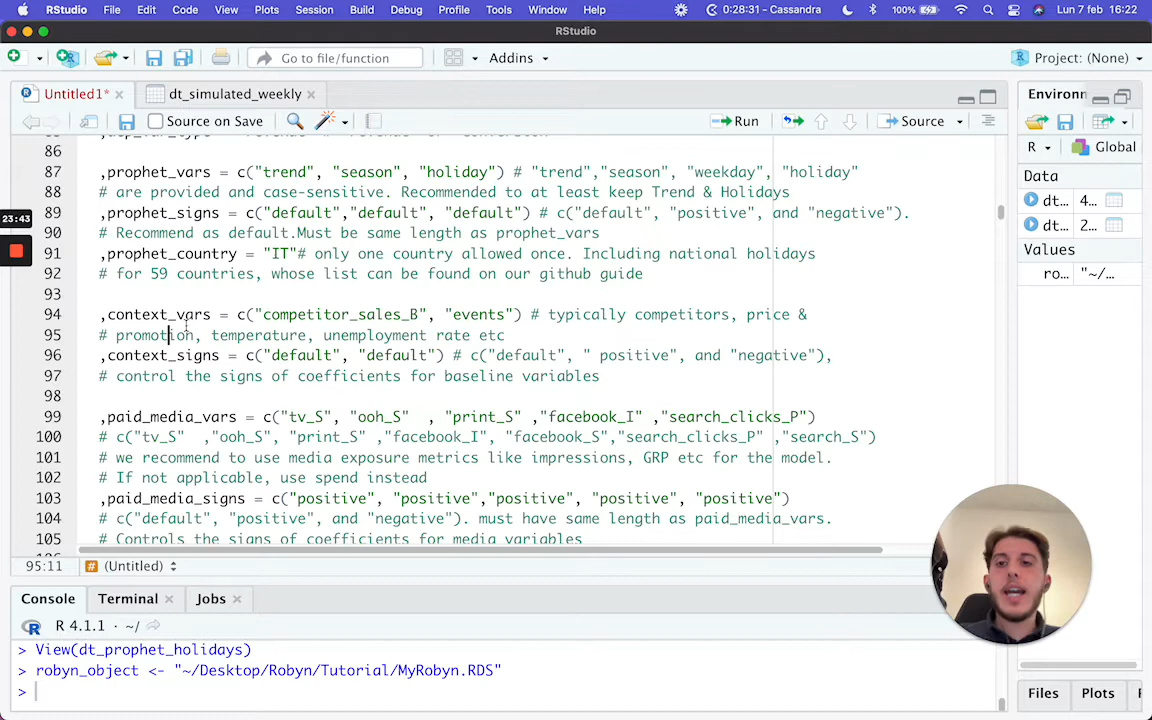 RStudio File Edit Code View Plots Session Build Debug Profile Tools Window Help 0:28:31 - Cassandra 100% Lun 7 feb 16:22
RStudio
Go to file/function Addins Project: (None)
Untitled1* dt_simulated_weekly Environm
Source on Save Run Source
R Global
86
87 ,prophet_vars = c("trend", "season", "holiday") # "trend","season", "weekday", "holiday"
88 # are provided and case-sensitive. Recommended to at least keep Trend & Holidays
89 ,prophet_signs = c("default","default", "default") # c("default", "positive", and "negative").
90 # Recommend as default.Must be same length as prophet_vars
91 ,prophet_country = "IT"# only one country allowed once. Including national holidays
92 # for 59 countries, whose list can be found on our github guide
93
94 ,context_vars = c("competitor_sales_B", "events") # typically competitors, price &
95 # promotion, temperature, unemployment rate etc
96 ,context_signs = c("default", "default") # c("default", " positive", and "negative"),
97 # control the signs of coefficients for baseline variables
98
99 ,paid_media_vars = c("tv_S", "ooh_S" , "print_S" ,"facebook_I" ,"search_clicks_P")
100 # c("tv_S" ,"ooh_S", "print_S" ,"facebook_I", "facebook_S","search_clicks_P" ,"search_S")
101 # we recommend to use media exposure metrics like impressions, GRP etc for the model.
102 # If not applicable, use spend instead
103 ,paid_media_signs = c("positive", "positive","positive", "positive", "positive")
104 # c("default", "positive", and "negative"). must have same length as paid_media_vars.
105 # Controls the signs of coefficients for media variables
23:43
Data
dt… 4…
dt… 2…
Values
ro… "~/…
95:11 # (Untitled)
Console Terminal Jobs
R 4.1.1 · ~/
> View(dt_prophet_holidays)
> robyn_object <- "~/Desktop/Robyn/Tutorial/MyRobyn.RDS"
>
Files Plots